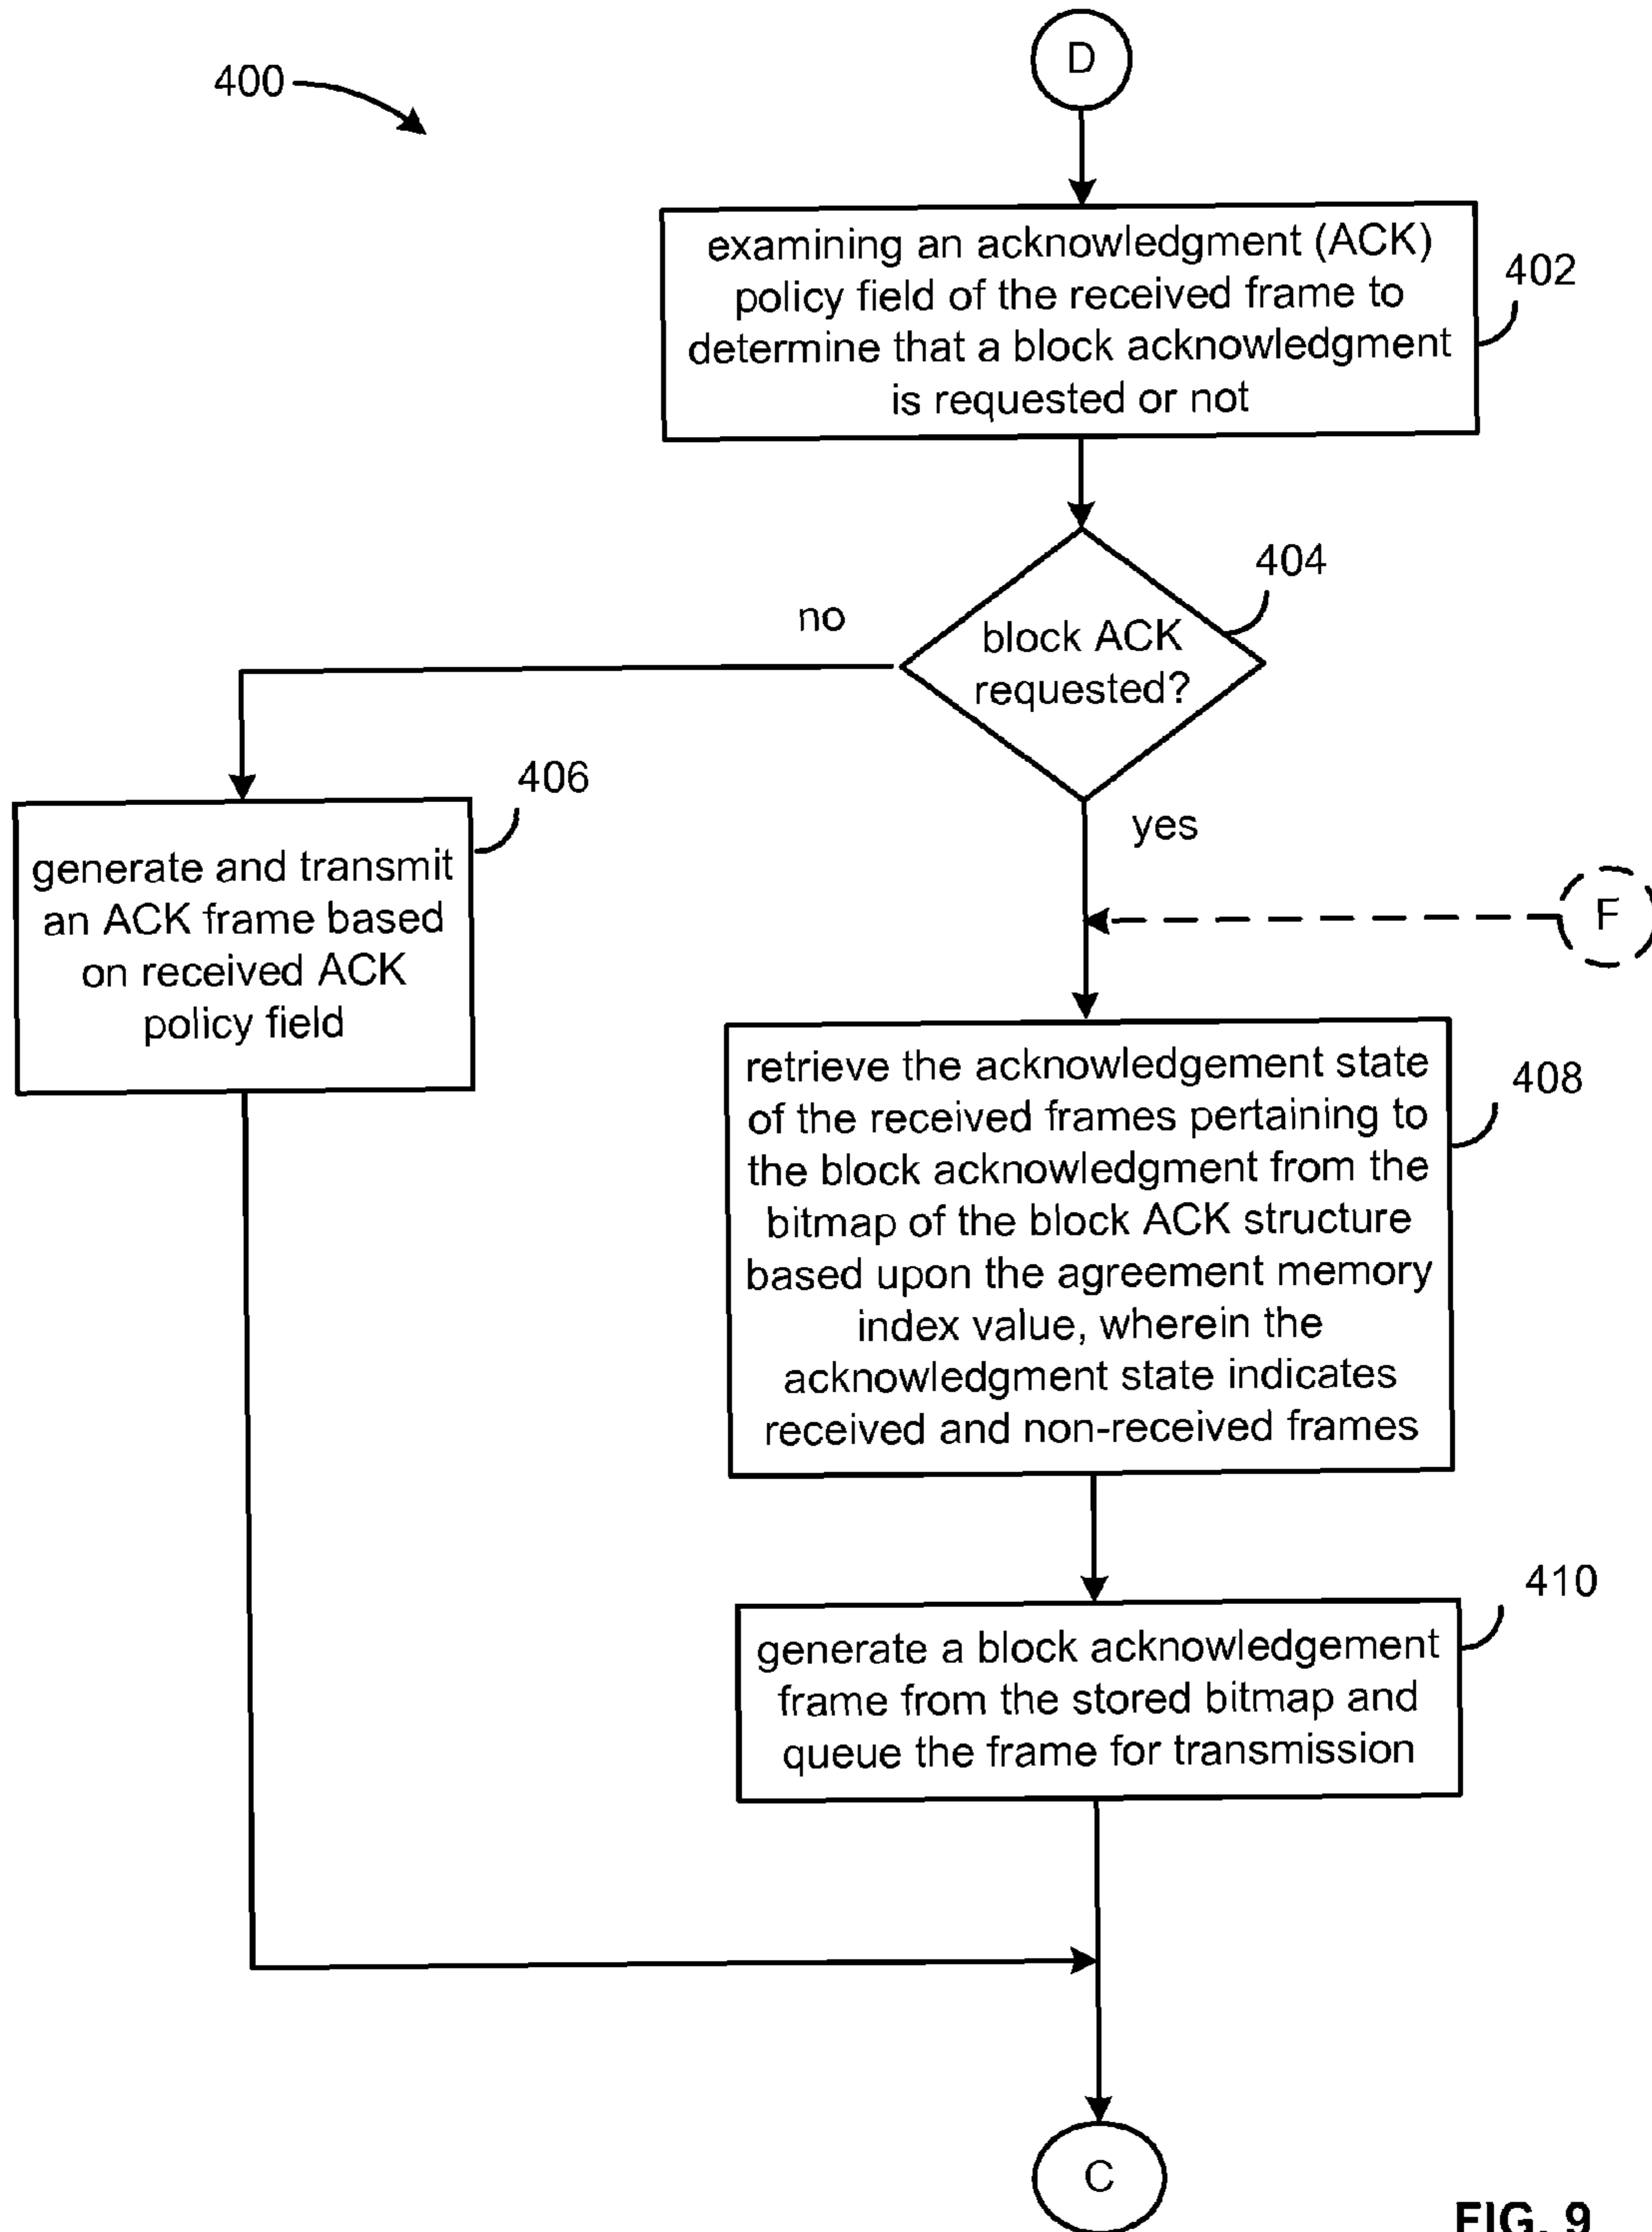 D
400
examining an acknowledgment (ACK)
policy field of the received frame to
determine that a block acknowledgment
is requested or not
402
404
no
block ACK
requested?
yes
406
generate and transmit
an ACK frame based
on received ACK
policy field
F
retrieve the acknowledgement state
of the received frames pertaining to
the block acknowledgment from the
bitmap of the block ACK structure
based upon the agreement memory
index value, wherein the
acknowledgment state indicates
received and non-received frames
408
410
generate a block acknowledgement
frame from the stored bitmap and
queue the frame for transmission
C
FIG. 9